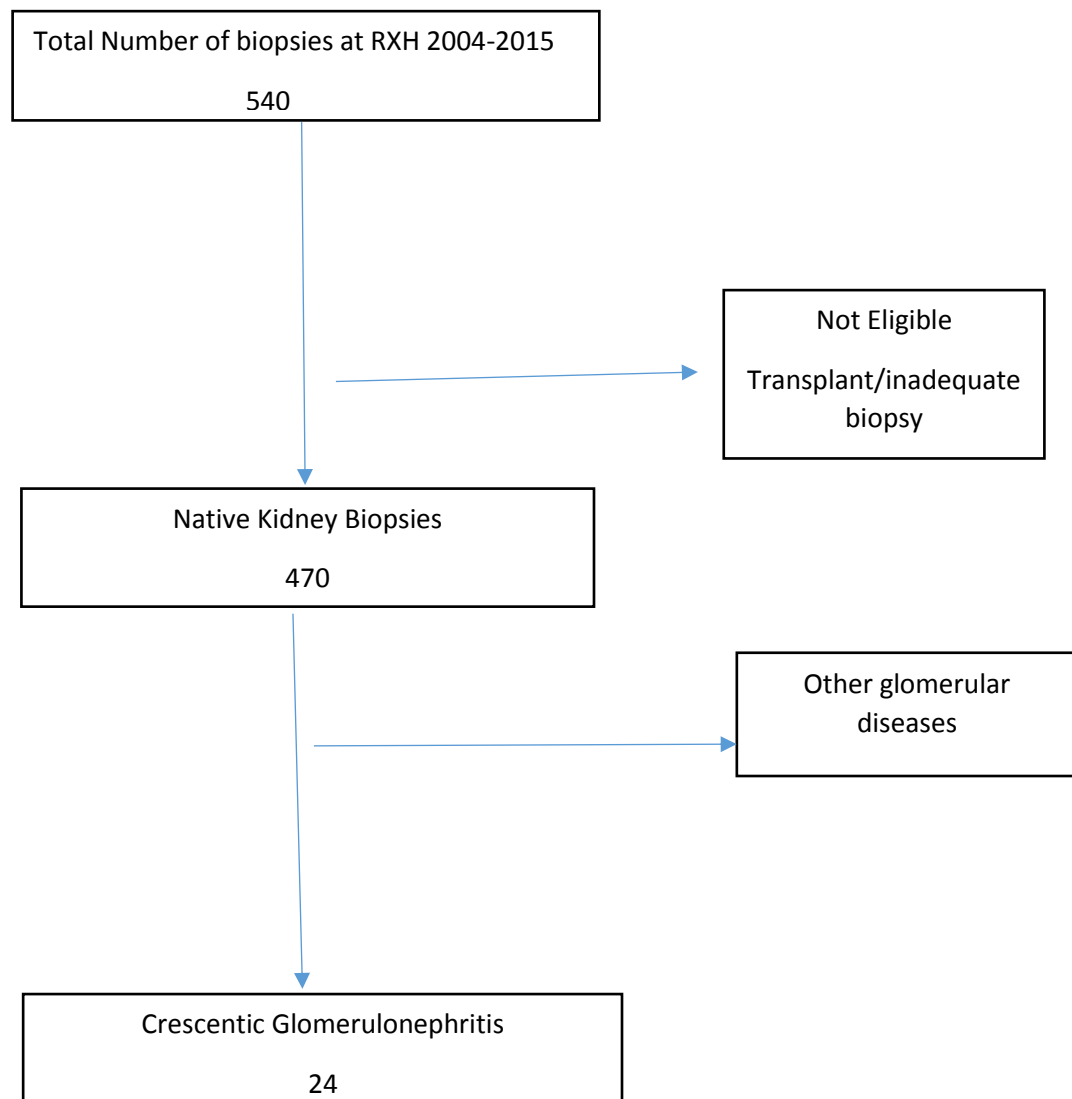 Total Number of biopsies at RXH 2004-2015
540
Not Eligible
Transplant/inadequate
biopsy
Native Kidney Biopsies
470
Other glomerular
diseases
Crescentic Glomerulonephritis
24